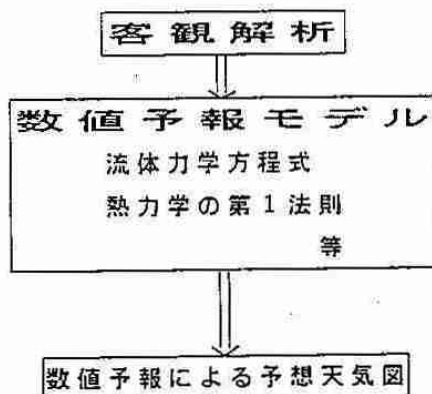 客観解析
数値予報モデル
流体力学方程式
熱力学の第1法則
等
数値予報による予想天気図